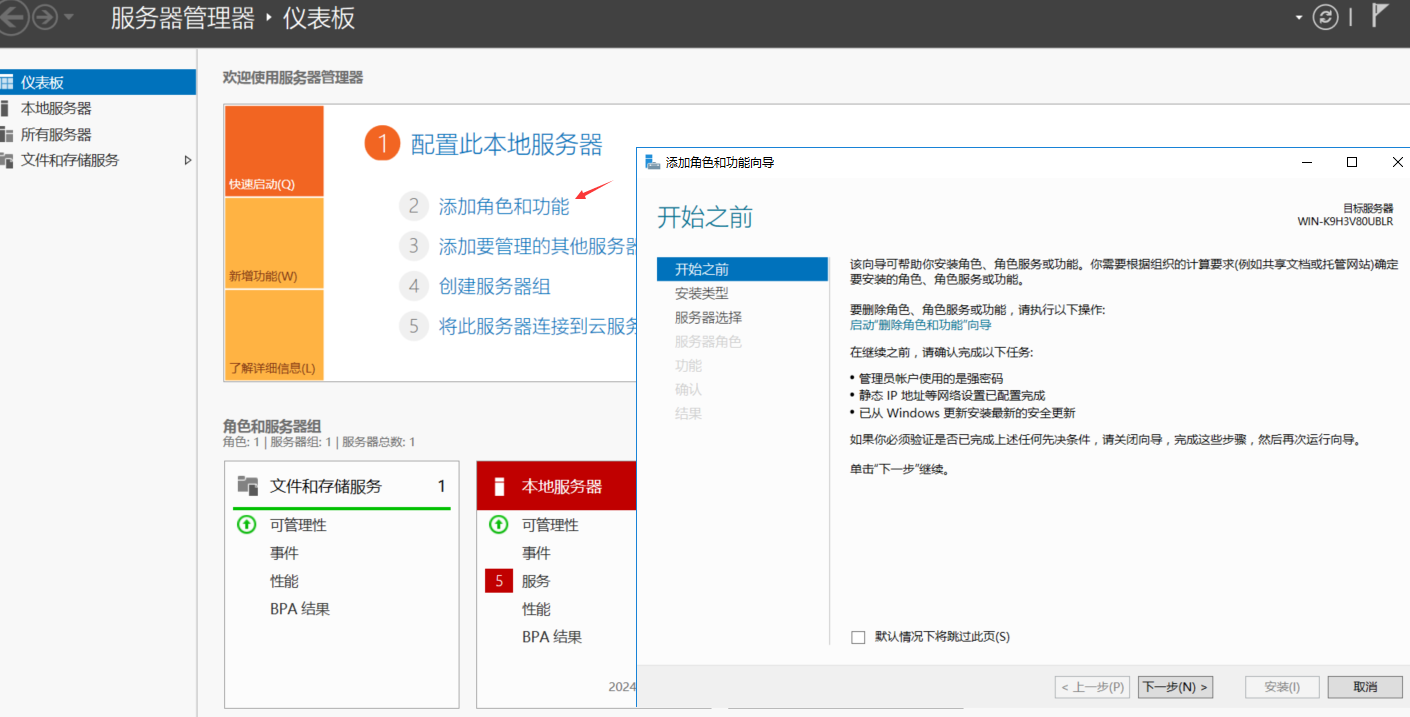 服务器管理器 ‣ 仪表板
仪表板
本地服务器
所有服务器
文件和存储服务
欢迎使用服务器管理器
快速启动(Q)
新增功能(W)
了解详细信息(L)
1 配置此本地服务器
2 添加角色和功能
3 添加要管理的其他服务器
4 创建服务器组
5 将此服务器连接到云服务
角色和服务器组
角色: 1 | 服务器组: 1 | 服务器总数: 1
文件和存储服务 1
可管理性
事件
性能
BPA 结果
本地服务器
可管理性
事件
5 服务
性能
BPA 结果
2024
添加角色和功能向导
开始之前
目标服务器
WIN-K9H3V80UBLR
开始之前
安装类型
服务器选择
服务器角色
功能
确认
结果
该向导可帮助你安装角色、角色服务或功能。你需要根据组织的计算要求(例如共享文档或托管网站)确定
要安装的角色、角色服务或功能。
要删除角色、角色服务或功能，请执行以下操作:
启动“删除角色和功能”向导
在继续之前，请确认完成以下任务:
• 管理员帐户使用的是强密码
• 静态 IP 地址等网络设置已配置完成
• 已从 Windows 更新安装最新的安全更新
如果你必须验证是否已完成上述任何先决条件，请关闭向导，完成这些步骤，然后再次运行向导。
单击“下一步”继续。
默认情况下将跳过此页(S)
< 上一步(P)
下一步(N) >
安装(I)
取消